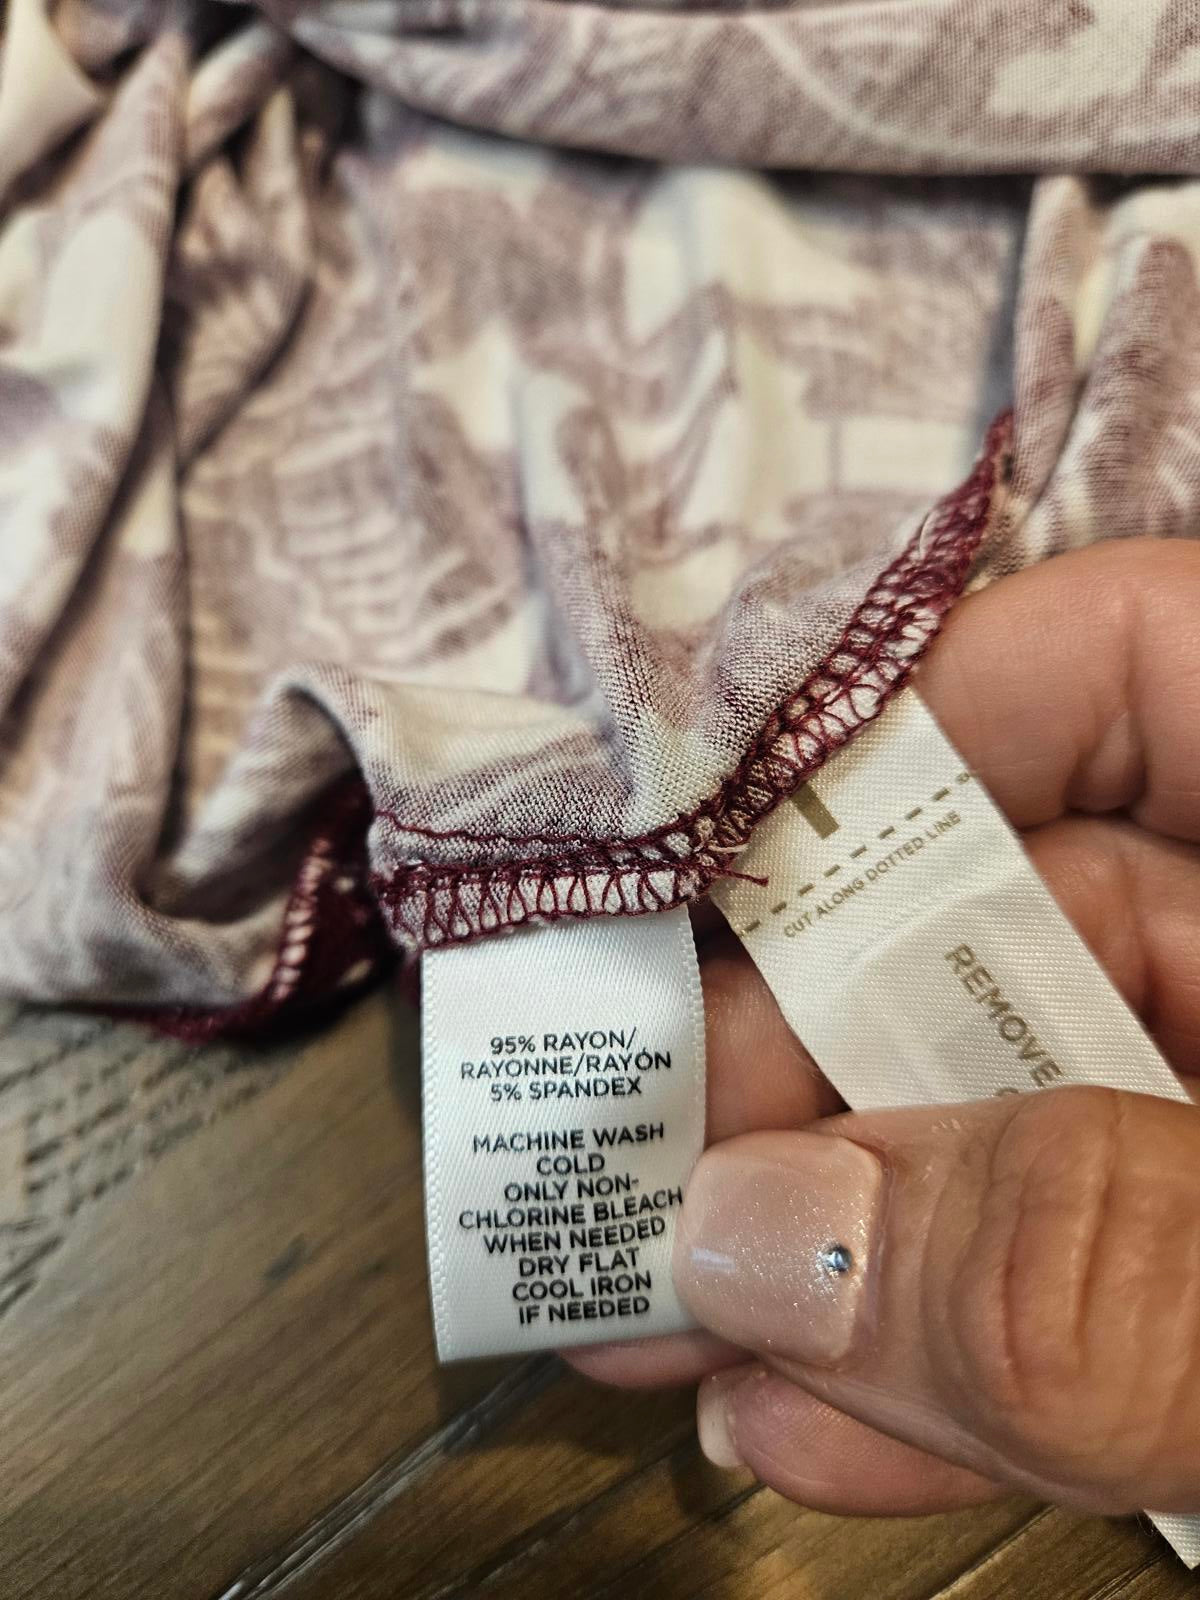 95% RAYON/
RAYONNE/RAYÓN
5% SPANDEX
MACHINE WASH
COLD
ONLY NON-
CHLORINE BLEACH
WHEN NEEDED
DRY FLAT
COOL IRON
IF NEEDED
CUT ALONG DOTTED LINE
REMOVE